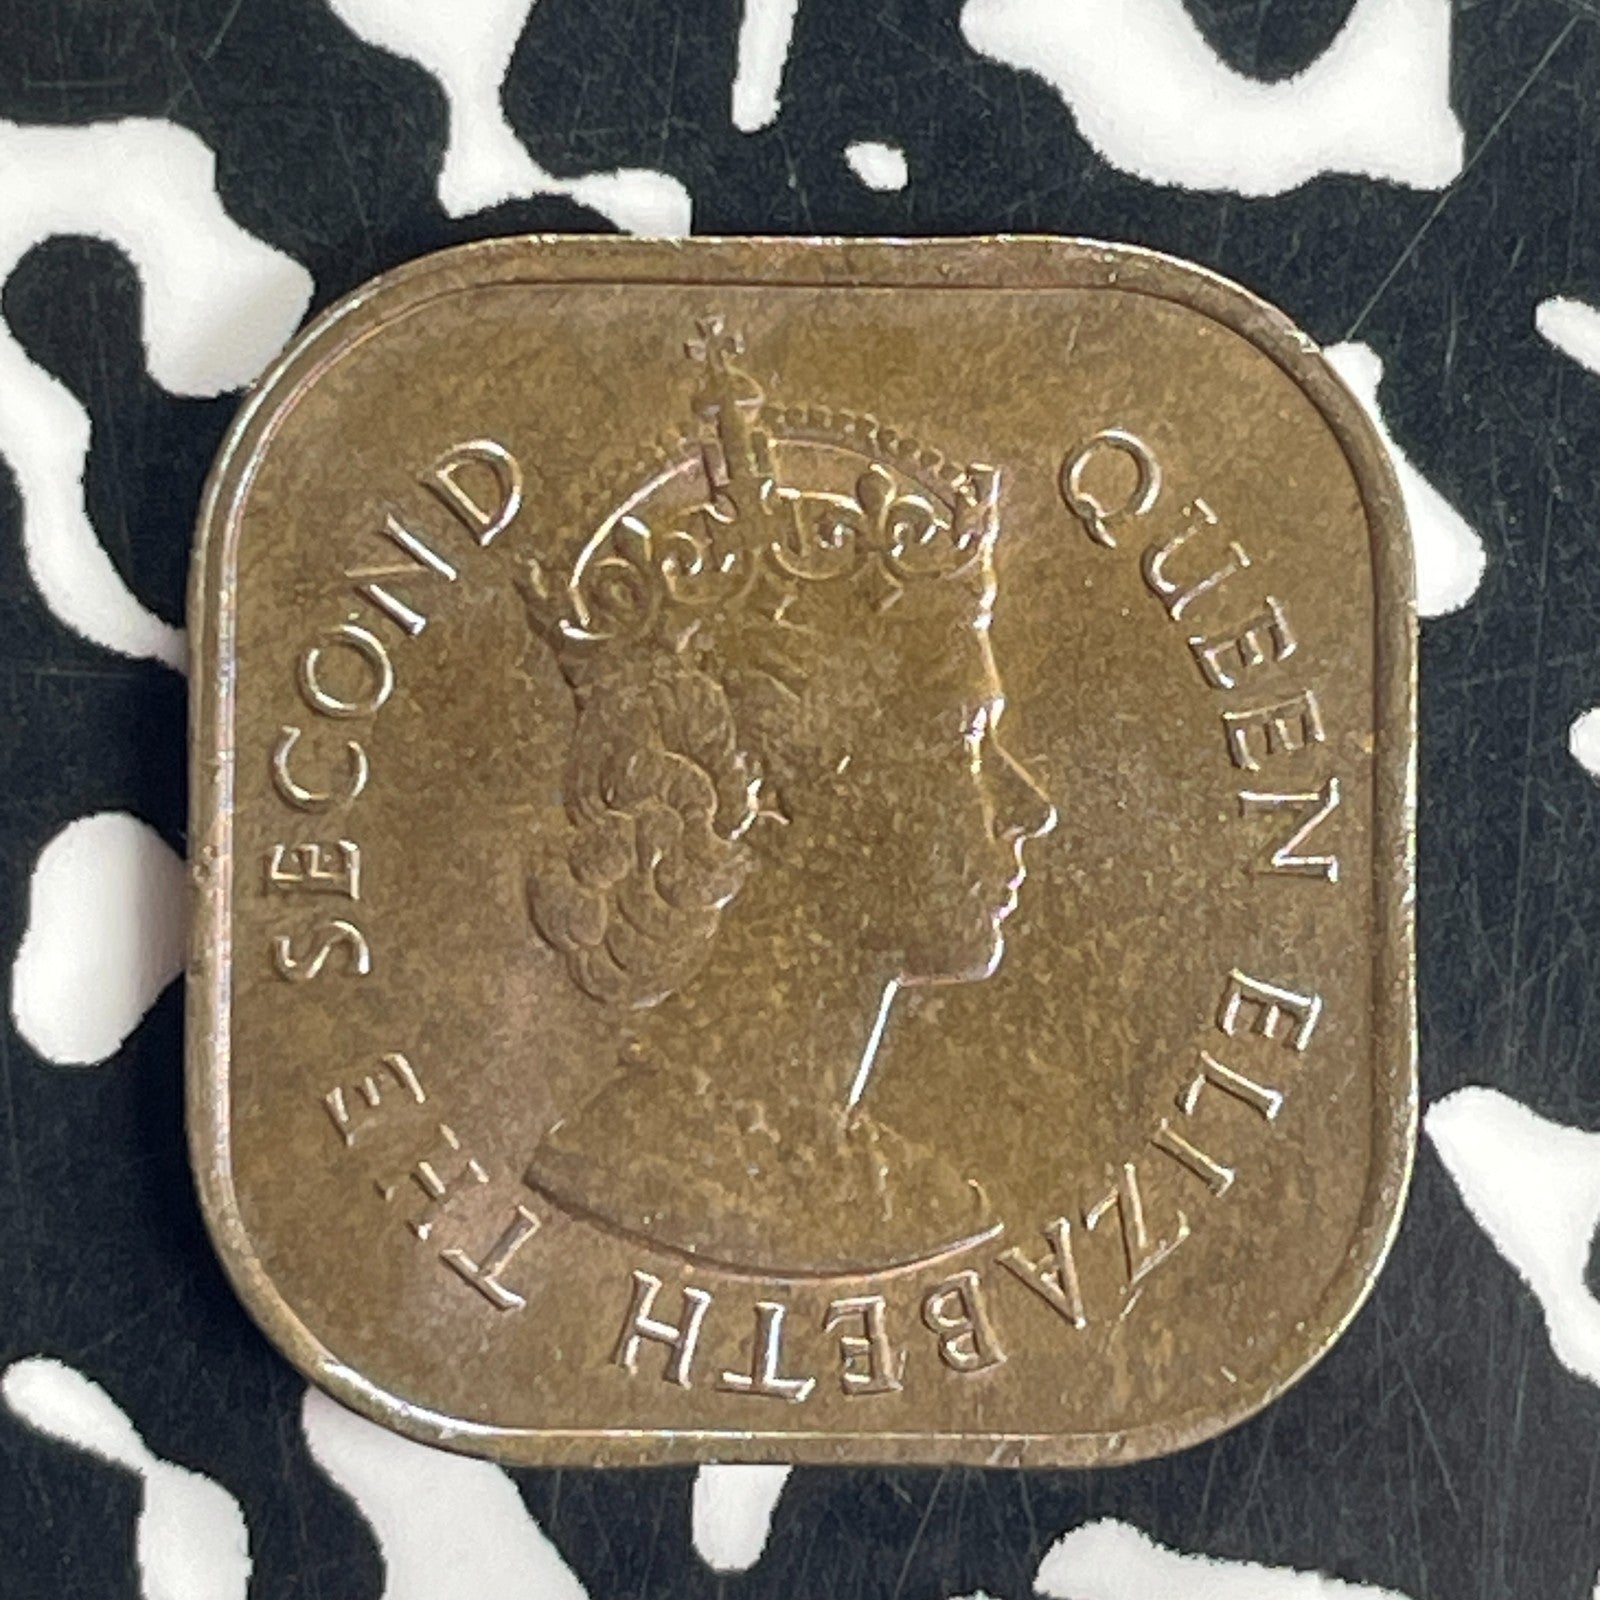 QUEEN ELIZABETH THE SECOND